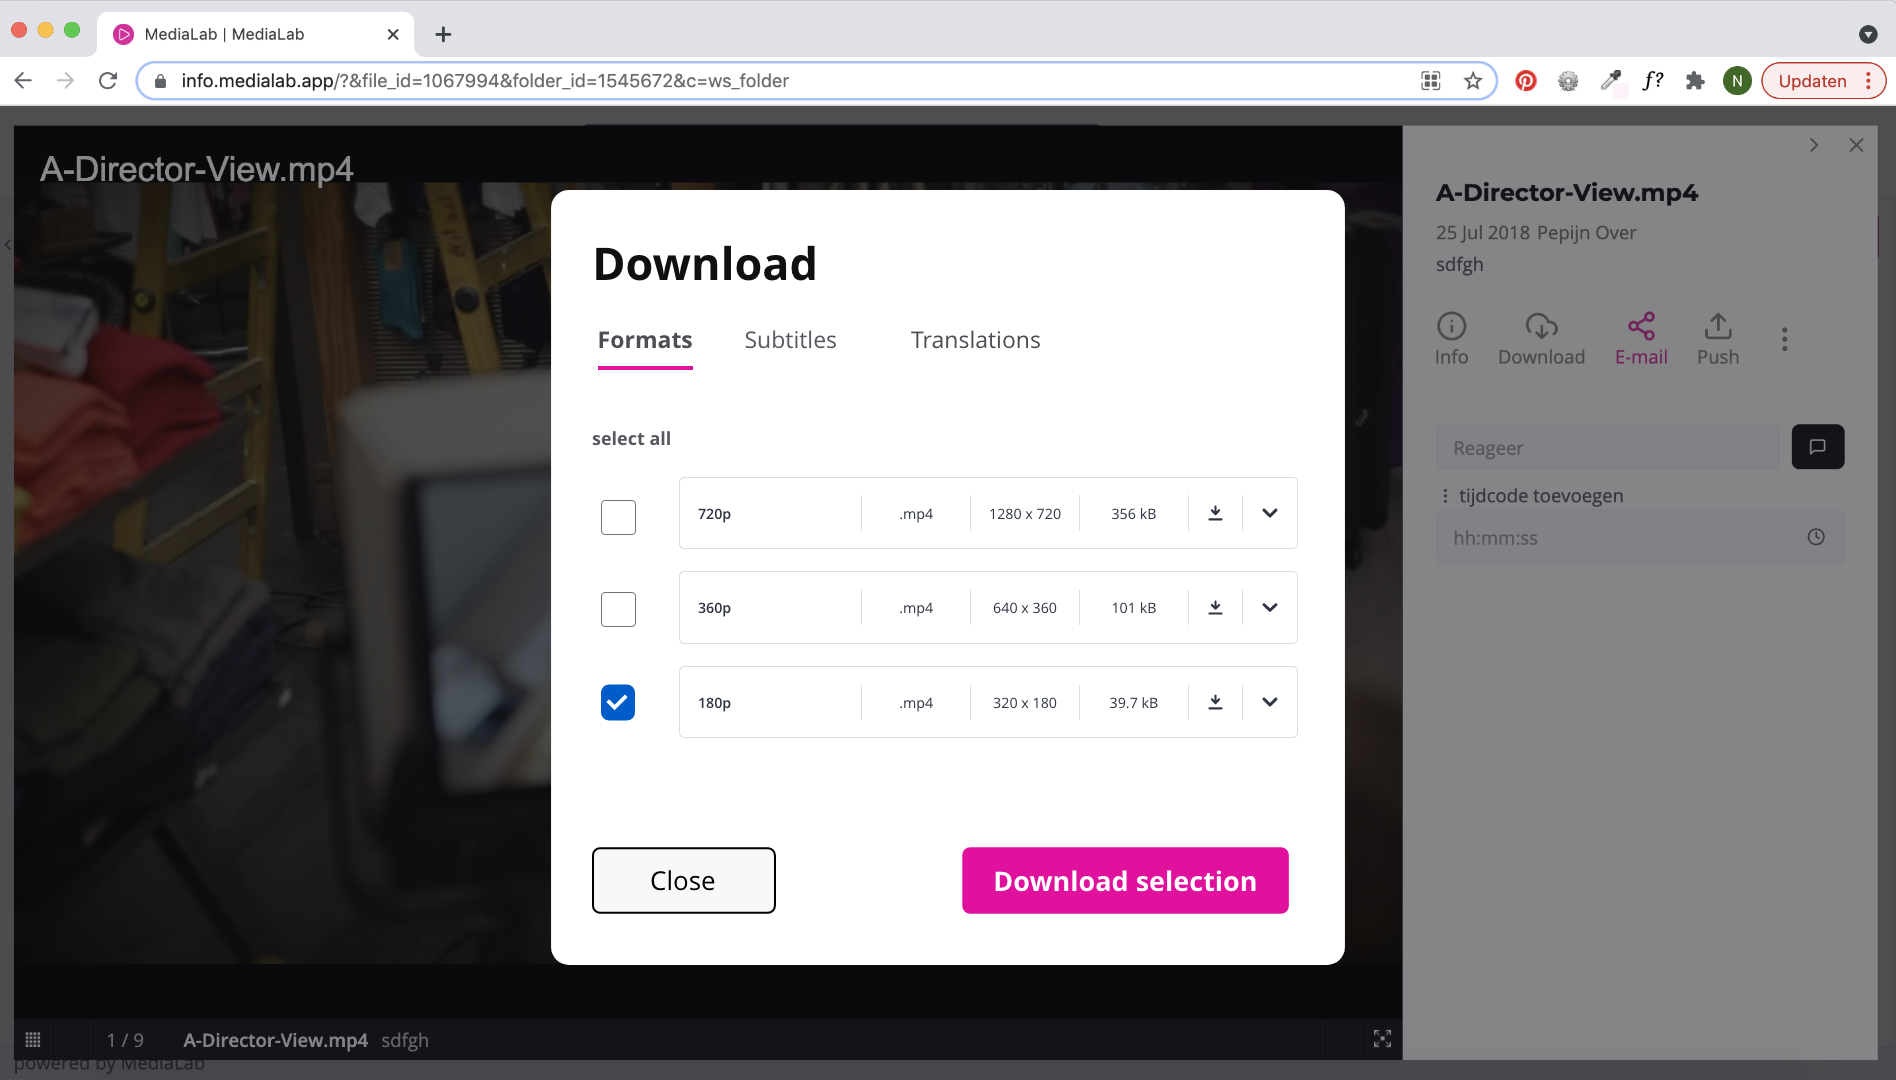 MediaLab | MediaLab
info.medialab.app/?&file_id=1067994&folder_id=1545672&c=ws_folder
f?
N
Updaten
A-Director-View.mp4
Download
Formats
Subtitles
Translations
select all
720p .mp4 1280 x 720 356 kB
360p .mp4 640 x 360 101 kB
180p .mp4 320 x 180 39.7 kB
Close
Download selection
A-Director-View.mp4
25 Jul 2018 Pepijn Over
sdfgh
Info
Download
E-mail
Push
Reageer
tijdcode toevoegen
hh:mm:ss
1 / 9
A-Director-View.mp4 sdfgh
powered by MediaLab